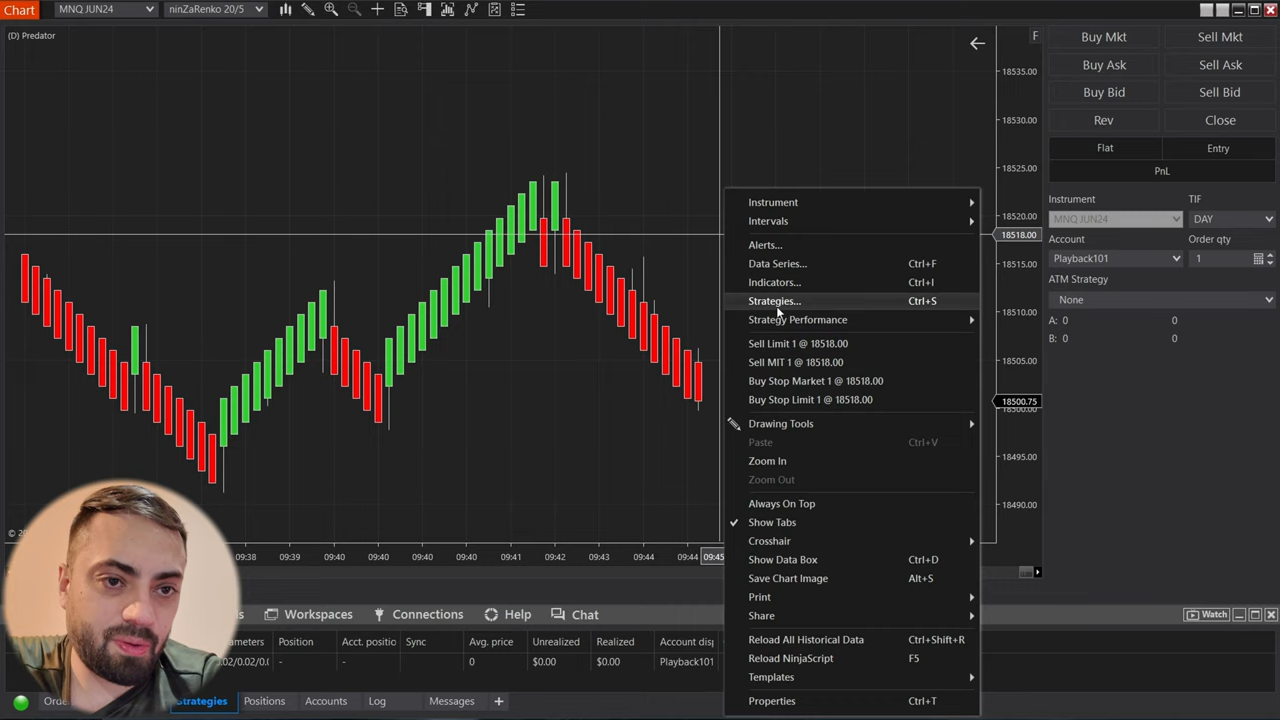 Chart
MNQ JUN24
ninZaRenko 20/5
(D) Predator
F
18535.00
18530.00
18525.00
18520.00
18518.00
18515.00
18510.00
18505.00
18500.75
18500.00
18495.00
18490.00
Buy Mkt
Sell Mkt
Buy Ask
Sell Ask
Buy Bid
Sell Bid
Rev
Close
Flat
Entry
PnL
Instrument
TIF
MNQ JUN24
DAY
Account
Order qty
Playback101
1
ATM Strategy
None
A: 0
0
B: 0
0
Instrument
Intervals
Alerts...
Data Series... Ctrl+F
Indicators... Ctrl+I
Strategies... Ctrl+S
Strategy Performance
Sell Limit 1 @ 18518.00
Sell MIT 1 @ 18518.00
Buy Stop Market 1 @ 18518.00
Buy Stop Limit 1 @ 18518.00
Drawing Tools
Paste Ctrl+V
Zoom In
Zoom Out
Always On Top
Show Tabs
Crosshair
Show Data Box Ctrl+D
Save Chart Image Alt+S
Print
Share
Reload All Historical Data Ctrl+Shift+R
Reload NinjaScript F5
Templates
Properties Ctrl+T
09:38 09:39 09:40 09:40 09:41 09:42 09:43 09:44 09:44 09:45
Workspaces Connections Help Chat
Watch
Position Acct. positio Sync Avg. price Unrealized Realized Account disp
- - 0 $0.00 $0.00 Playback101
Strategies Positions Accounts Log Messages +